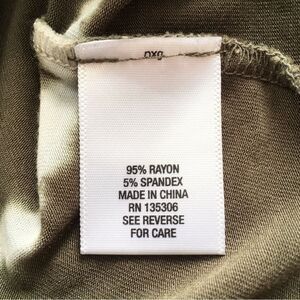 95% RAYON
5% SPANDEX
MADE IN CHINA
RN 135306
SEE REVERSE
FOR CARE